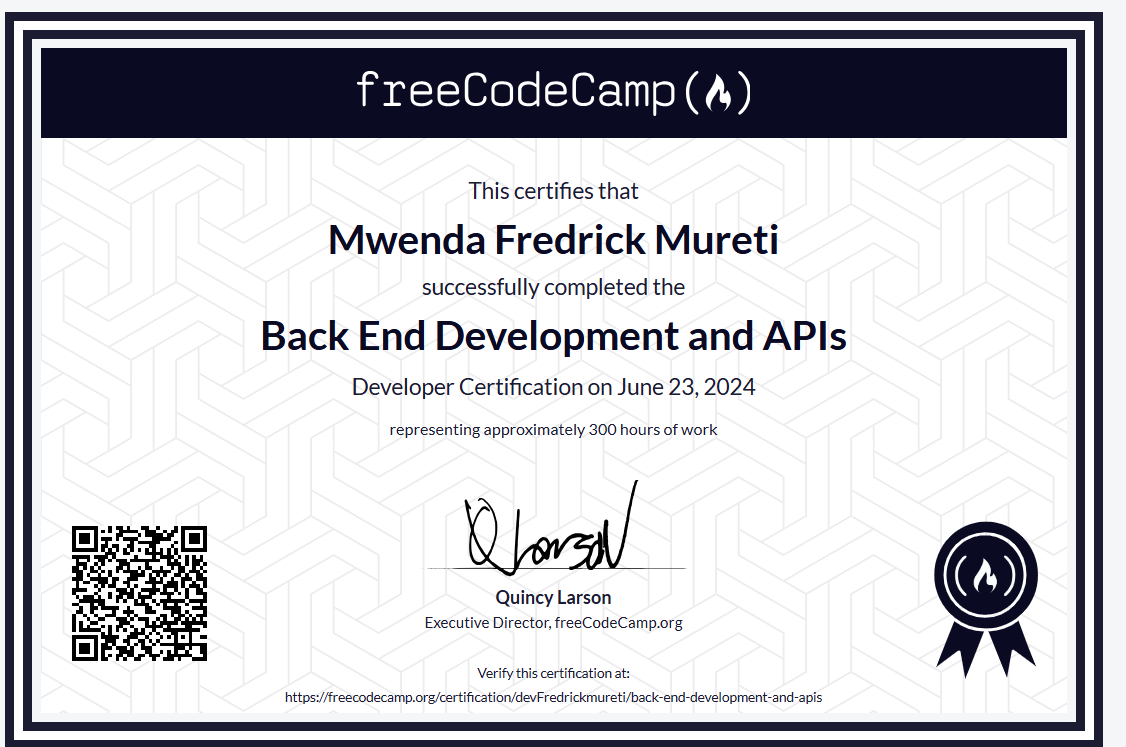 freeCodeCamp
This certifies that
Mwenda Fredrick Mureti
successfully completed the
Back End Development and APIs
Developer Certification on June 23, 2024
representing approximately 300 hours of work
Q Larson
Quincy Larson
Executive Director, freeCodeCamp.org
Verify this certification at:
https://freecodecamp.org/certification/devFredrickmureti/back-end-development-and-apis